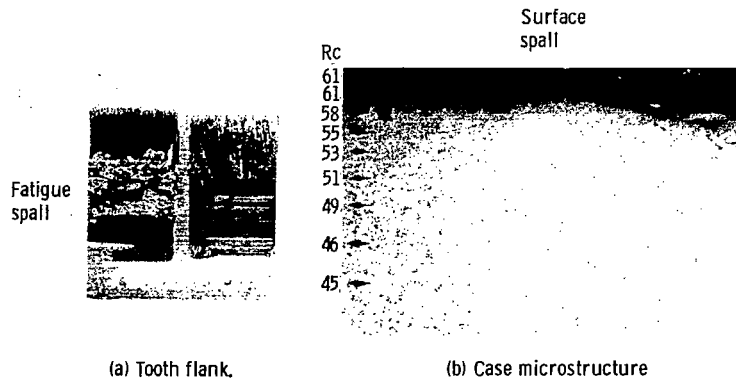 Surface
spall
Rc
61
61
58
55
53
51
49
46
45
Fatigue
spall
(a) Tooth flank.
(b) Case microstructure